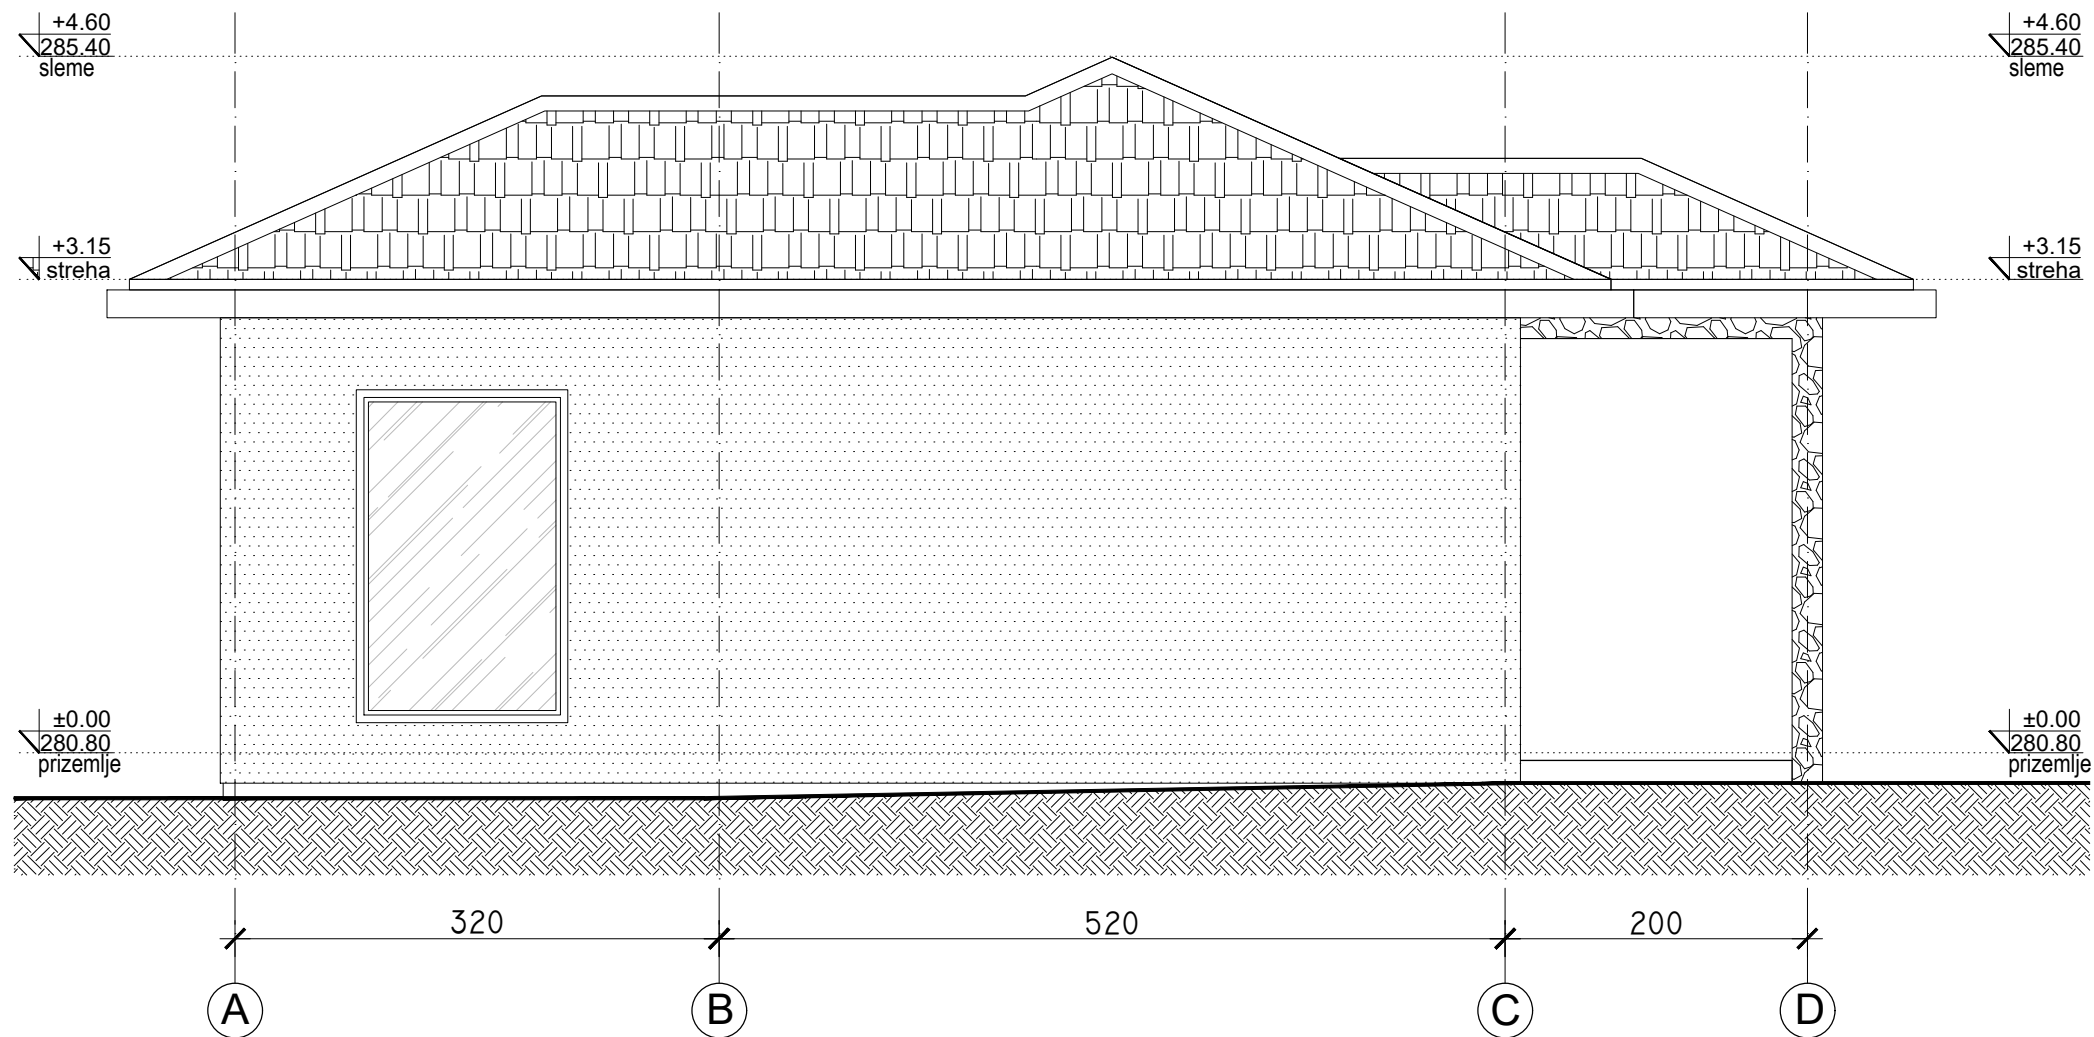 +4.60
285.40
sleme
+4.60
285.40
sleme
+3.15
streha
+3.15
streha
±0.00
280.80
prizemlje
±0.00
280.80
prizemlje
320
520
200
A
B
C
D